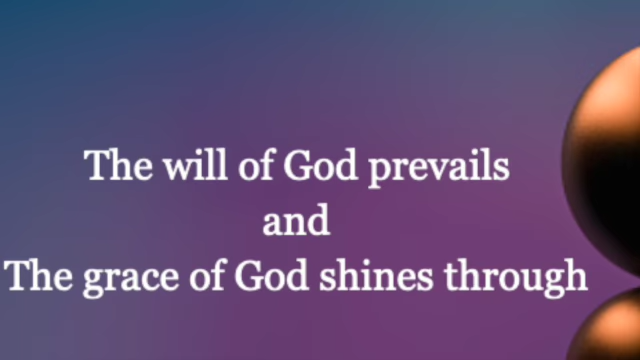 The will of God prevails
and
The grace of God shines through